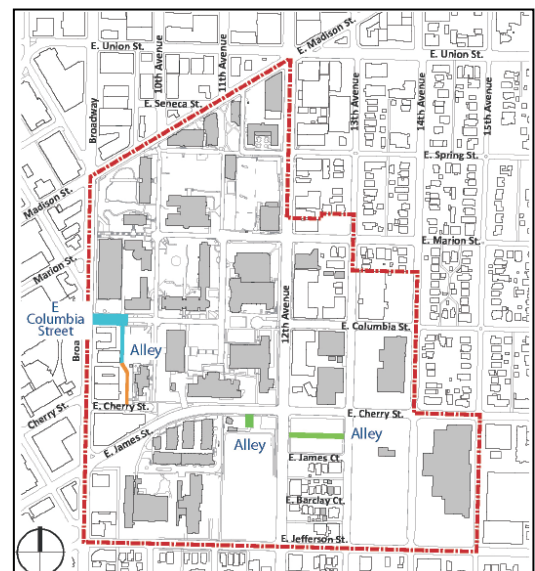 E. Union St.
E. Madison St.
E. Union St.
10th Avenue
11th Avenue
13th Avenue
14th Avenue
15th Avenue
Broadway
E. Seneca St.
E. Spring St.
Madison St.
E. Marion St.
Marion St.
12th Avenue
E
Columbia
Street
E. Columbia St.
Broa
Alley
E. Cherry St.
E. Cherry St.
Cherry St.
E. James St.
Alley
Alley
E. James Ct.
E. Barclay Ct.
E. Jefferson St.